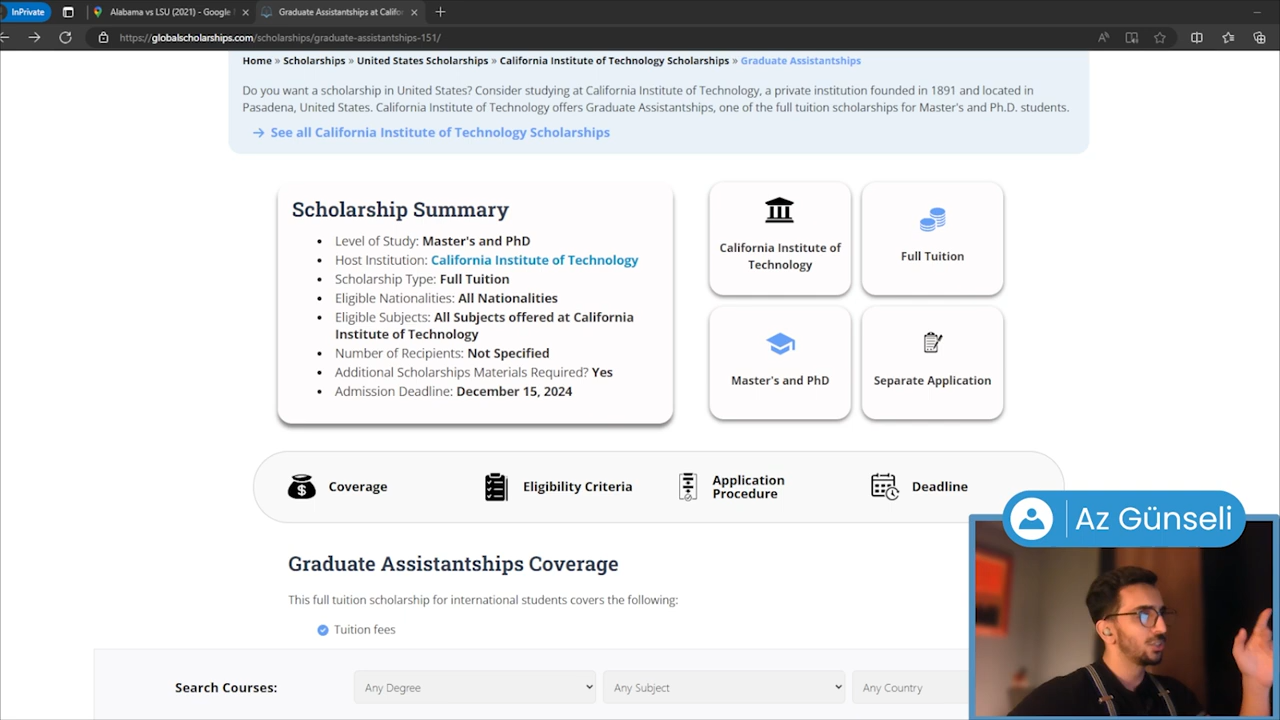 InPrivate
Alabama vs LSU (2021) - Google
Graduate Assistantships at Califor
https://globalscholarships.com/scholarships/graduate-assistantships-151/
Home » Scholarships » United States Scholarships » California Institute of Technology Scholarships » Graduate Assistantships
Do you want a scholarship in United States? Consider studying at California Institute of Technology, a private institution founded in 1891 and located in
Pasadena, United States. California Institute of Technology offers Graduate Assistantships, one of the full tuition scholarships for Master's and Ph.D. students.
→ See all California Institute of Technology Scholarships
Scholarship Summary
• Level of Study: Master's and PhD
• Host Institution: California Institute of Technology
• Scholarship Type: Full Tuition
• Eligible Nationalities: All Nationalities
• Eligible Subjects: All Subjects offered at California
Institute of Technology
• Number of Recipients: Not Specified
• Additional Scholarships Materials Required? Yes
• Admission Deadline: December 15, 2024
California Institute of
Technology
Full Tuition
Master's and PhD
Separate Application
Coverage
Eligibility Criteria
Application
Procedure
Deadline
Graduate Assistantships Coverage
This full tuition scholarship for international students covers the following:
Tuition fees
Search Courses:
Any Degree
Any Subject
Any Country
Az Günseli